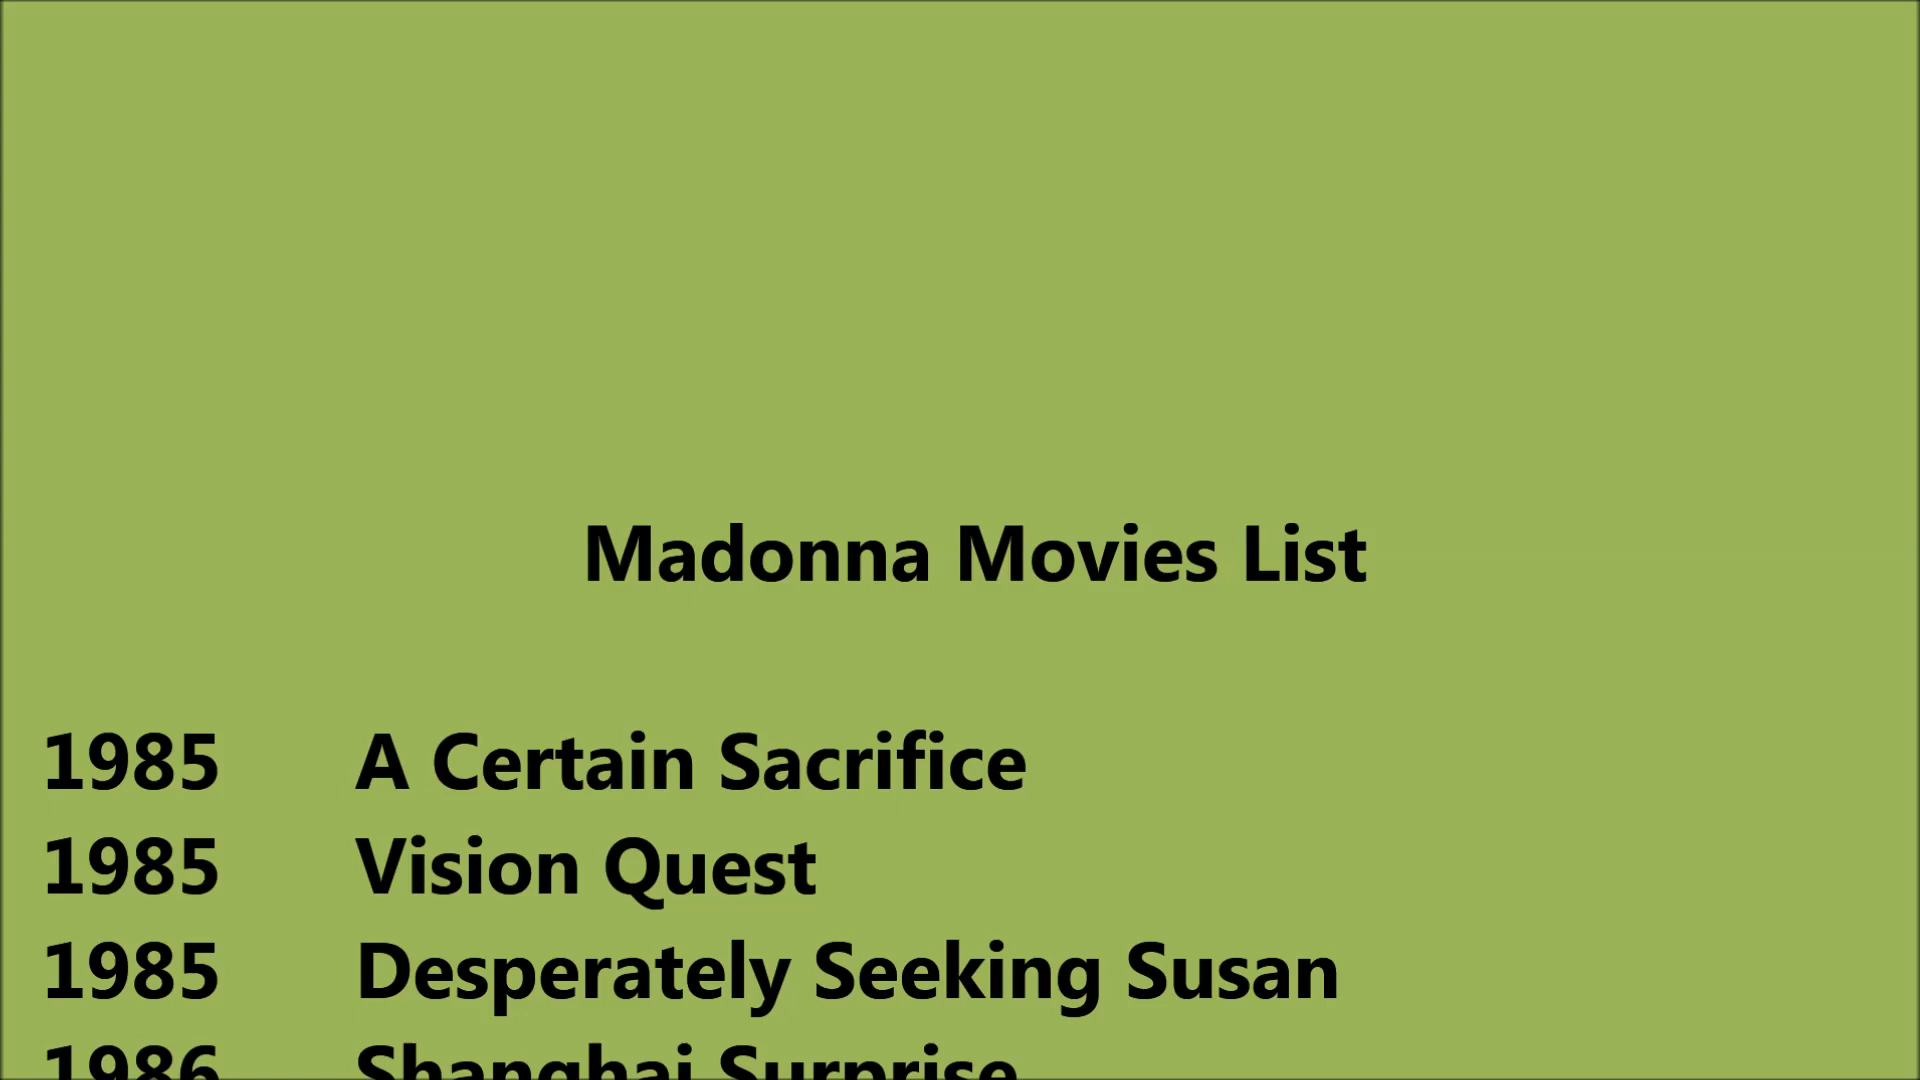 Madonna Movies List
1985 A Certain Sacrifice
1985 Vision Quest
1985 Desperately Seeking Susan
1986 Shanghai Surprise